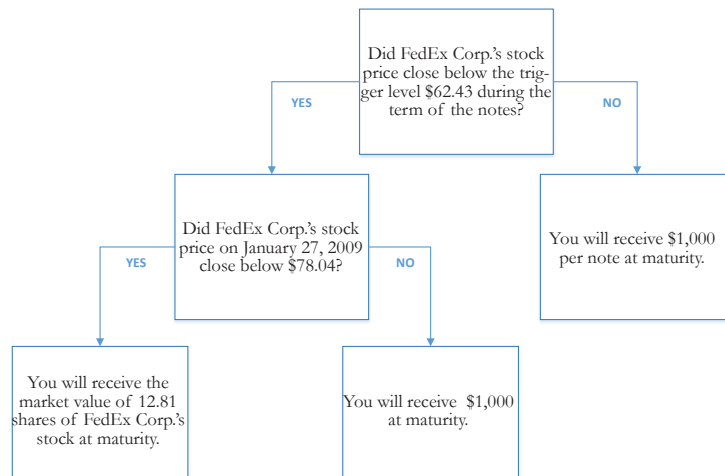 Did FedEx Corp.'s stock
price close below the trig-
ger level $62.43 during the
term of the notes?
YES
NO
Did FedEx Corp.'s stock
price on January 27, 2009
close below $78.04?
You will receive $1,000
per note at maturity.
YES
NO
You will receive the
market value of 12.81
shares of FedEx Corp.'s
stock at maturity.
You will receive $1,000
at maturity.